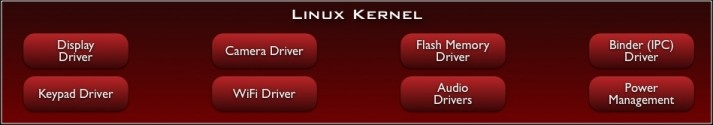 Linux Kernel
Display
Driver
Camera Driver
Flash Memory
Driver
Binder (IPC)
Driver
Keypad Driver
WiFi Driver
Audio
Drivers
Power
Management